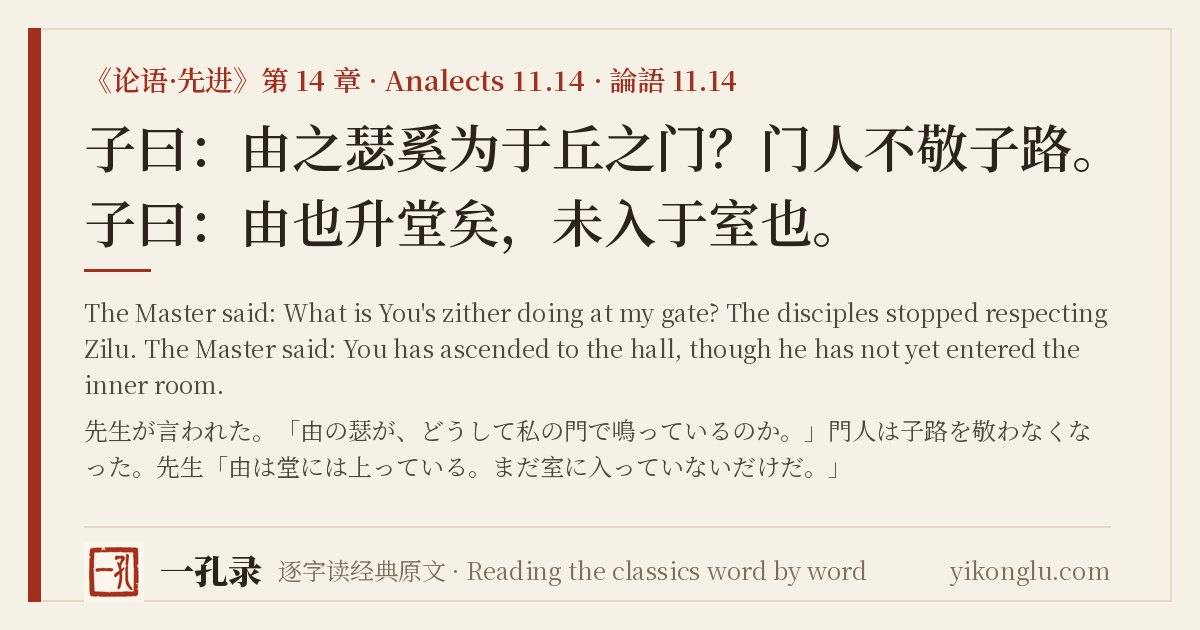 《论语·先进》第 14 章 · Analects 11.14 · 論語 11.14
子曰：由之瑟奚为于丘之门？门人不敬子路。
子曰：由也升堂矣，未入于室也。
The Master said: What is You's zither doing at my gate? The disciples stopped respecting
Zilu. The Master said: You has ascended to the hall, though he has not yet entered the
inner room.
先生が言われた。「由の瑟が、どうして私の門で鳴っているのか。」門人は子路を敬わなくな
った。先生「由は堂には上っている。まだ室に入っていないだけだ。」
一孔
一孔录 逐字读经典原文 · Reading the classics word by word yikonglu.com